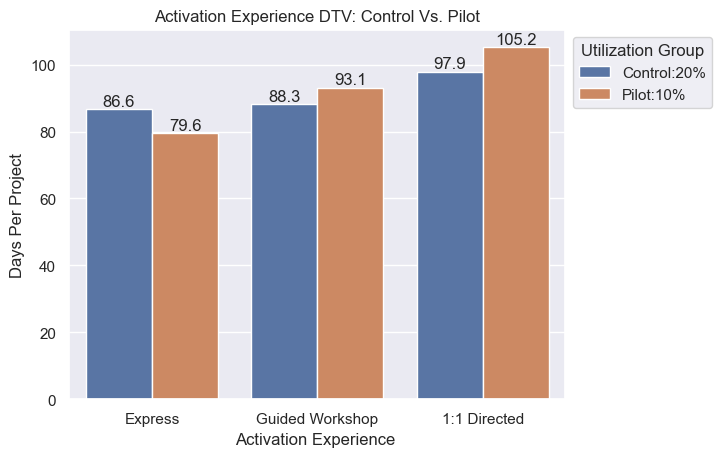 Activation Experience DTV: Control Vs. Pilot
Utilization Group
Control:20%
Pilot:10%
Days Per Project
100
80
60
40
20
0
86.6
79.6
88.3
93.1
97.9
105.2
Express
Guided Workshop
1:1 Directed
Activation Experience